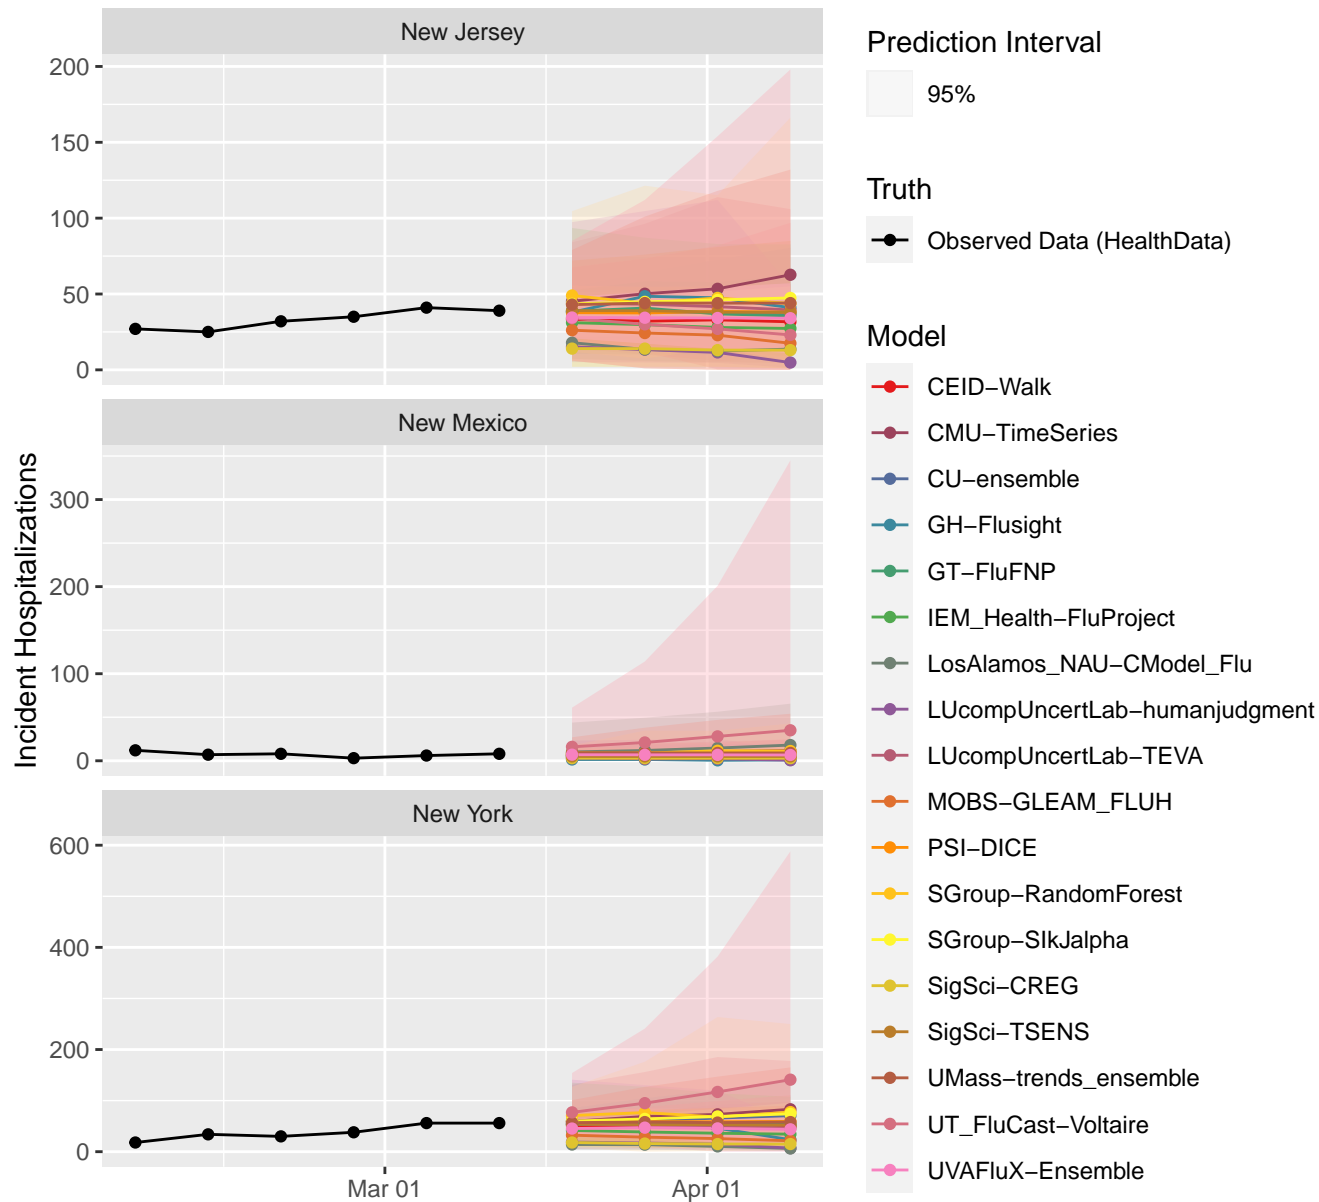 New Jersey
200
150
100
50
0
New Mexico
300
200
100
0
New York
600
400
200
0
Mar 01
Apr 01
Incident Hospitalizations
Prediction Interval
95%
Truth
Observed Data (HealthData)
Model
CEID−Walk
CMU−TimeSeries
CU−ensemble
GH−Flusight
GT−FluFNP
IEM_Health−FluProject
LosAlamos_NAU−CModel_Flu
LUcompUncertLab−humanjudgment
LUcompUncertLab−TEVA
MOBS−GLEAM_FLUH
PSI−DICE
SGroup−RandomForest
SGroup−SIkJalpha
SigSci−CREG
SigSci−TSENS
UMass−trends_ensemble
UT_FluCast−Voltaire
UVAFluX−Ensemble